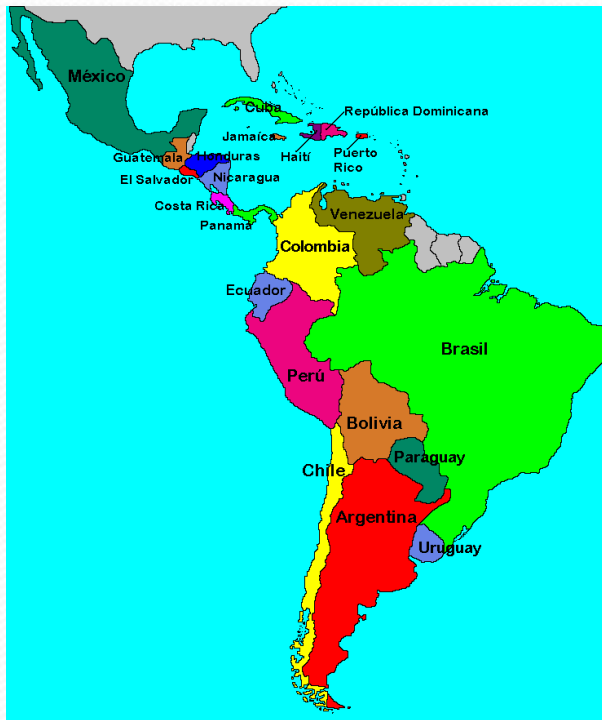 México
Cuba
República Dominicana
Jamaíca
Haití
Puerto
Rico
Guatemala
Honduras
El Salvador
Nicaragua
Costa Rica
Panamá
Venezuela
Colombia
Ecuador
Brasil
Perú
Bolivia
Paraguay
Chile
Argentina
Uruguay